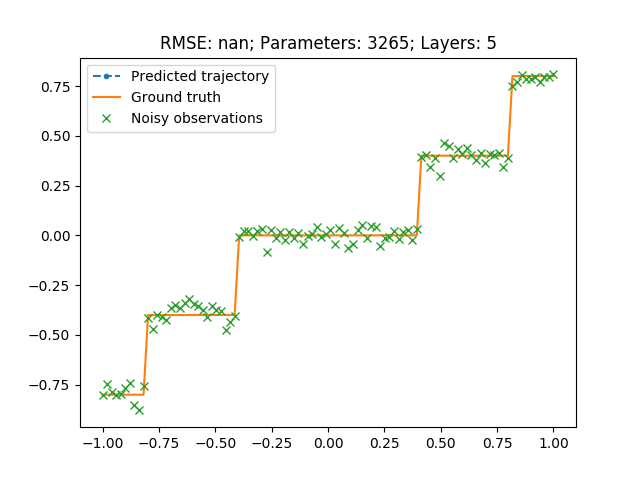 RMSE: nan; Parameters: 3265; Layers: 5
Predicted trajectory
Ground truth
Noisy observations
0.75
0.50
0.25
0.00
−0.25
−0.50
−0.75
−1.00 −0.75 −0.50 −0.25 0.00 0.25 0.50 0.75 1.00